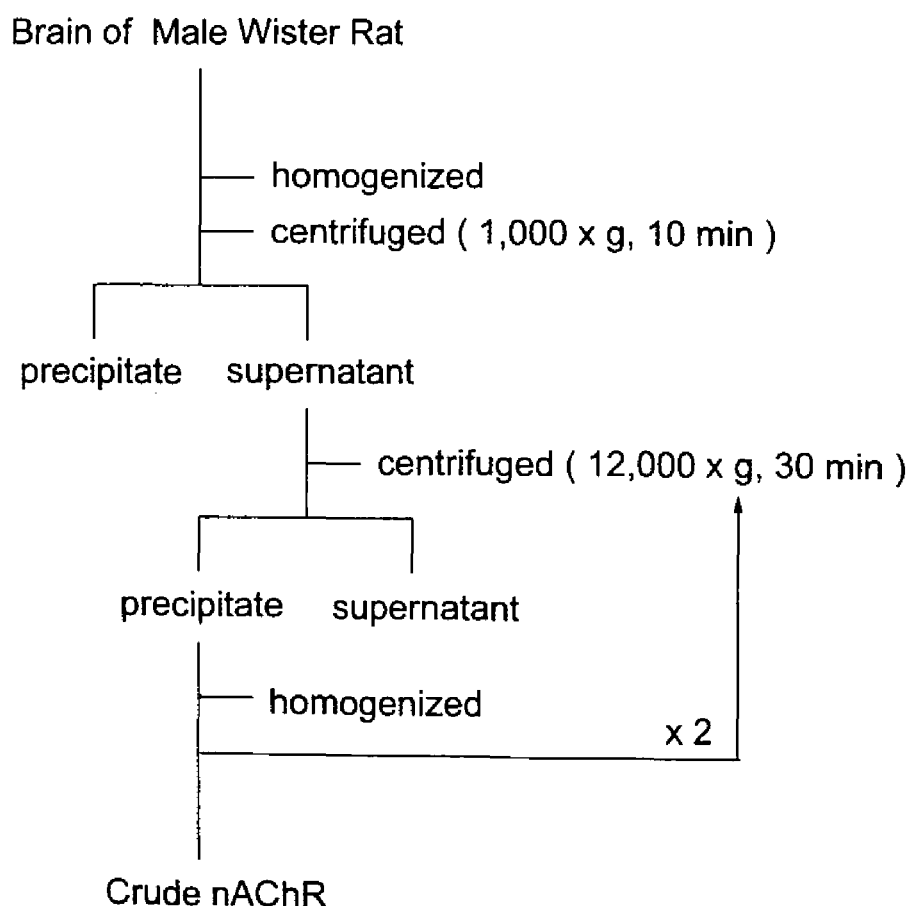 Brain of Male Wister Rat
homogenized
centrifuged ( 1,000 x g, 10 min )
precipitate supernatant
centrifuged ( 12,000 x g, 30 min )
precipitate supernatant
homogenized
x 2
Crude nAChR